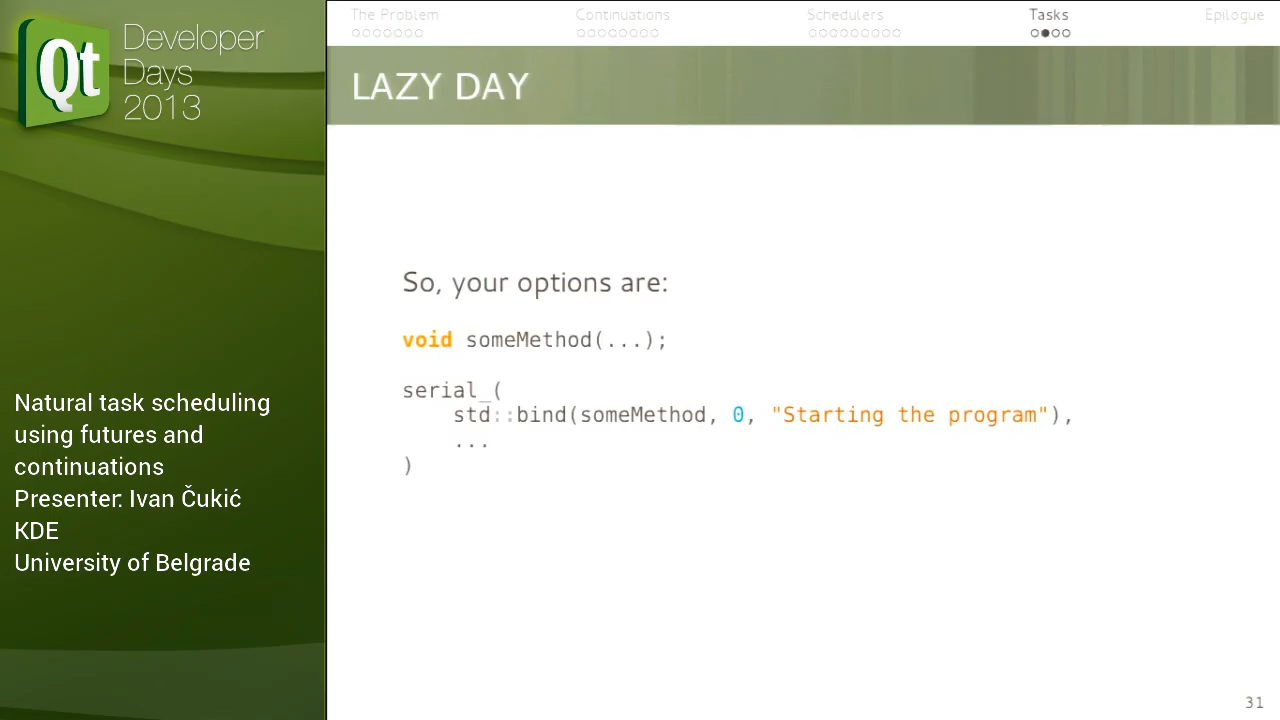 Qt
Developer
Days
2013
Natural task scheduling
using futures and
continuations
Presenter: Ivan Čukić
KDE
University of Belgrade
The Problem
Continuations
Schedulers
Tasks
Epilogue
LAZY DAY
So, your options are:
void someMethod(...);
serial_(
    std::bind(someMethod, 0, "Starting the program"),
    ...
)
31